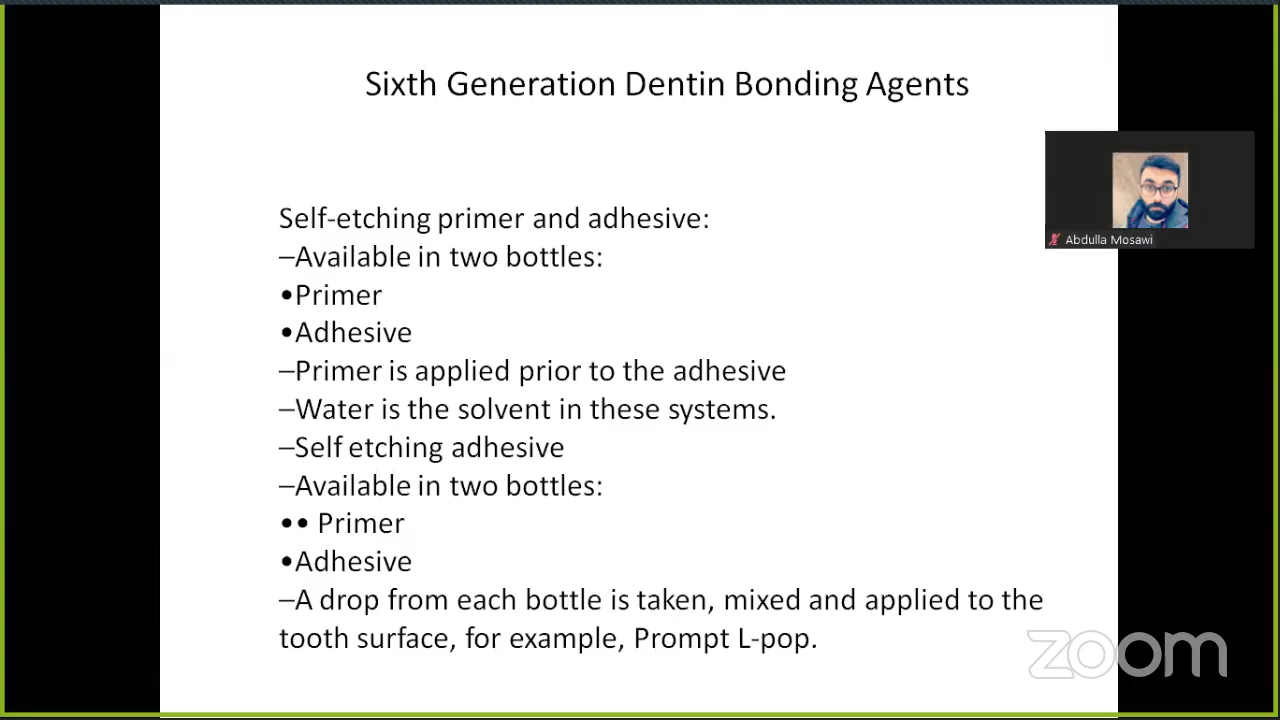 Sixth Generation Dentin Bonding Agents
Self-etching primer and adhesive:
–Available in two bottles:
•Primer
•Adhesive
–Primer is applied prior to the adhesive
–Water is the solvent in these systems.
–Self etching adhesive
–Available in two bottles:
•• Primer
•Adhesive
–A drop from each bottle is taken, mixed and applied to the
tooth surface, for example, Prompt L-pop.
Abdulla Mosawi
zoom